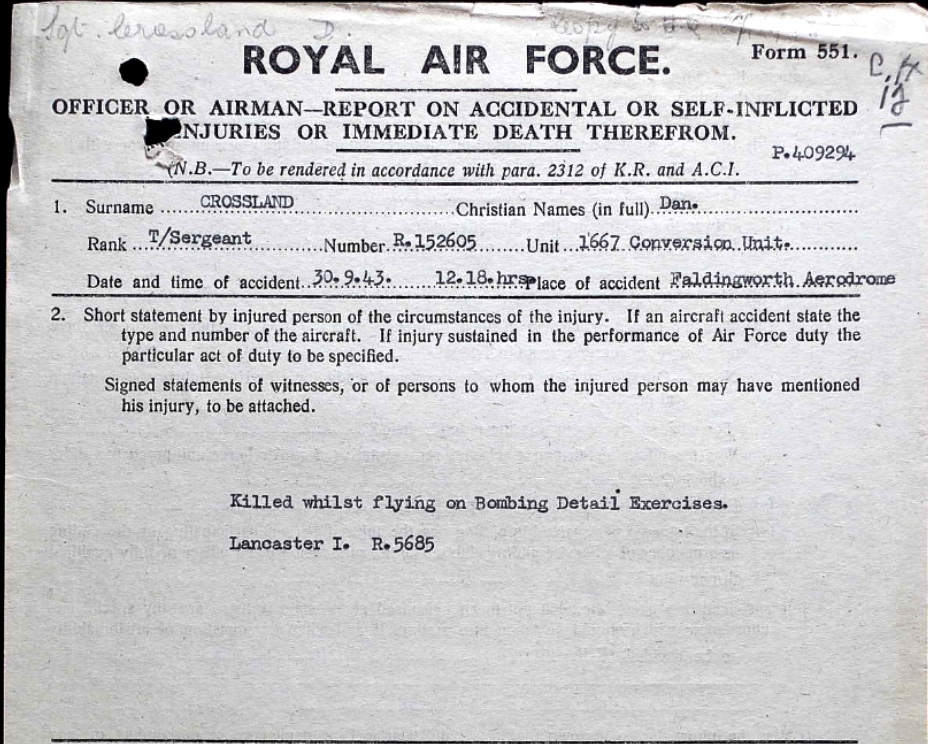 Sgt. Crossland D.
ROYAL AIR FORCE.
Form 551.
12
OFFICER OR AIRMAN—REPORT ON ACCIDENTAL OR SELF-INFLICTED
NJURIES OR IMMEDIATE DEATH THEREFROM.
P.409294
(N.B.—To be rendered in accordance with para. 2312 of K.R. and A.C.I.
1. Surname CROSSLAND Christian Names (in full) Dan.
Rank T/Sergeant Number R.152605 Unit 1667 Conversion Unit.
Date and time of accident 30.9.43. 12.18.hrs Place of accident Faldingworth Aerodrome
2. Short statement by injured person of the circumstances of the injury. If an aircraft accident state the
type and number of the aircraft. If injury sustained in the performance of Air Force duty the
particular act of duty to be specified.
Signed statements of witnesses, or of persons to whom the injured person may have mentioned
his injury, to be attached.
Killed whilst flying on Bombing Detail Exercises.
Lancaster I. R.5685